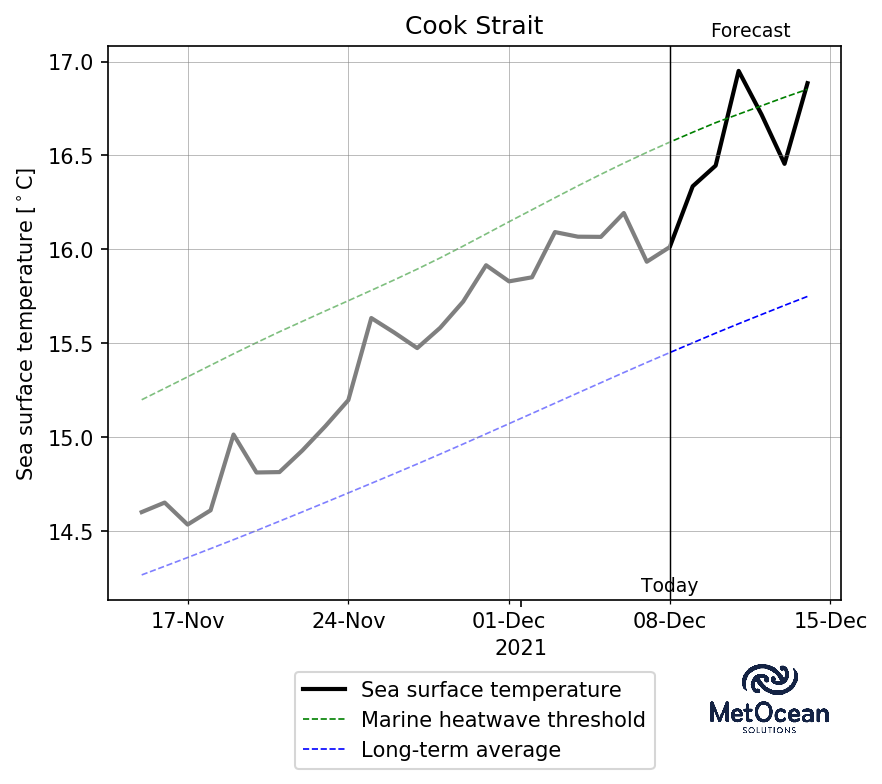 Cook Strait
Forecast
Sea surface temperature [°C]
17.0
16.5
16.0
15.5
15.0
14.5
Today
17-Nov 24-Nov 01-Dec 08-Dec 15-Dec
2021
Sea surface temperature
Marine heatwave threshold
Long-term average
MetOcean
SOLUTIONS